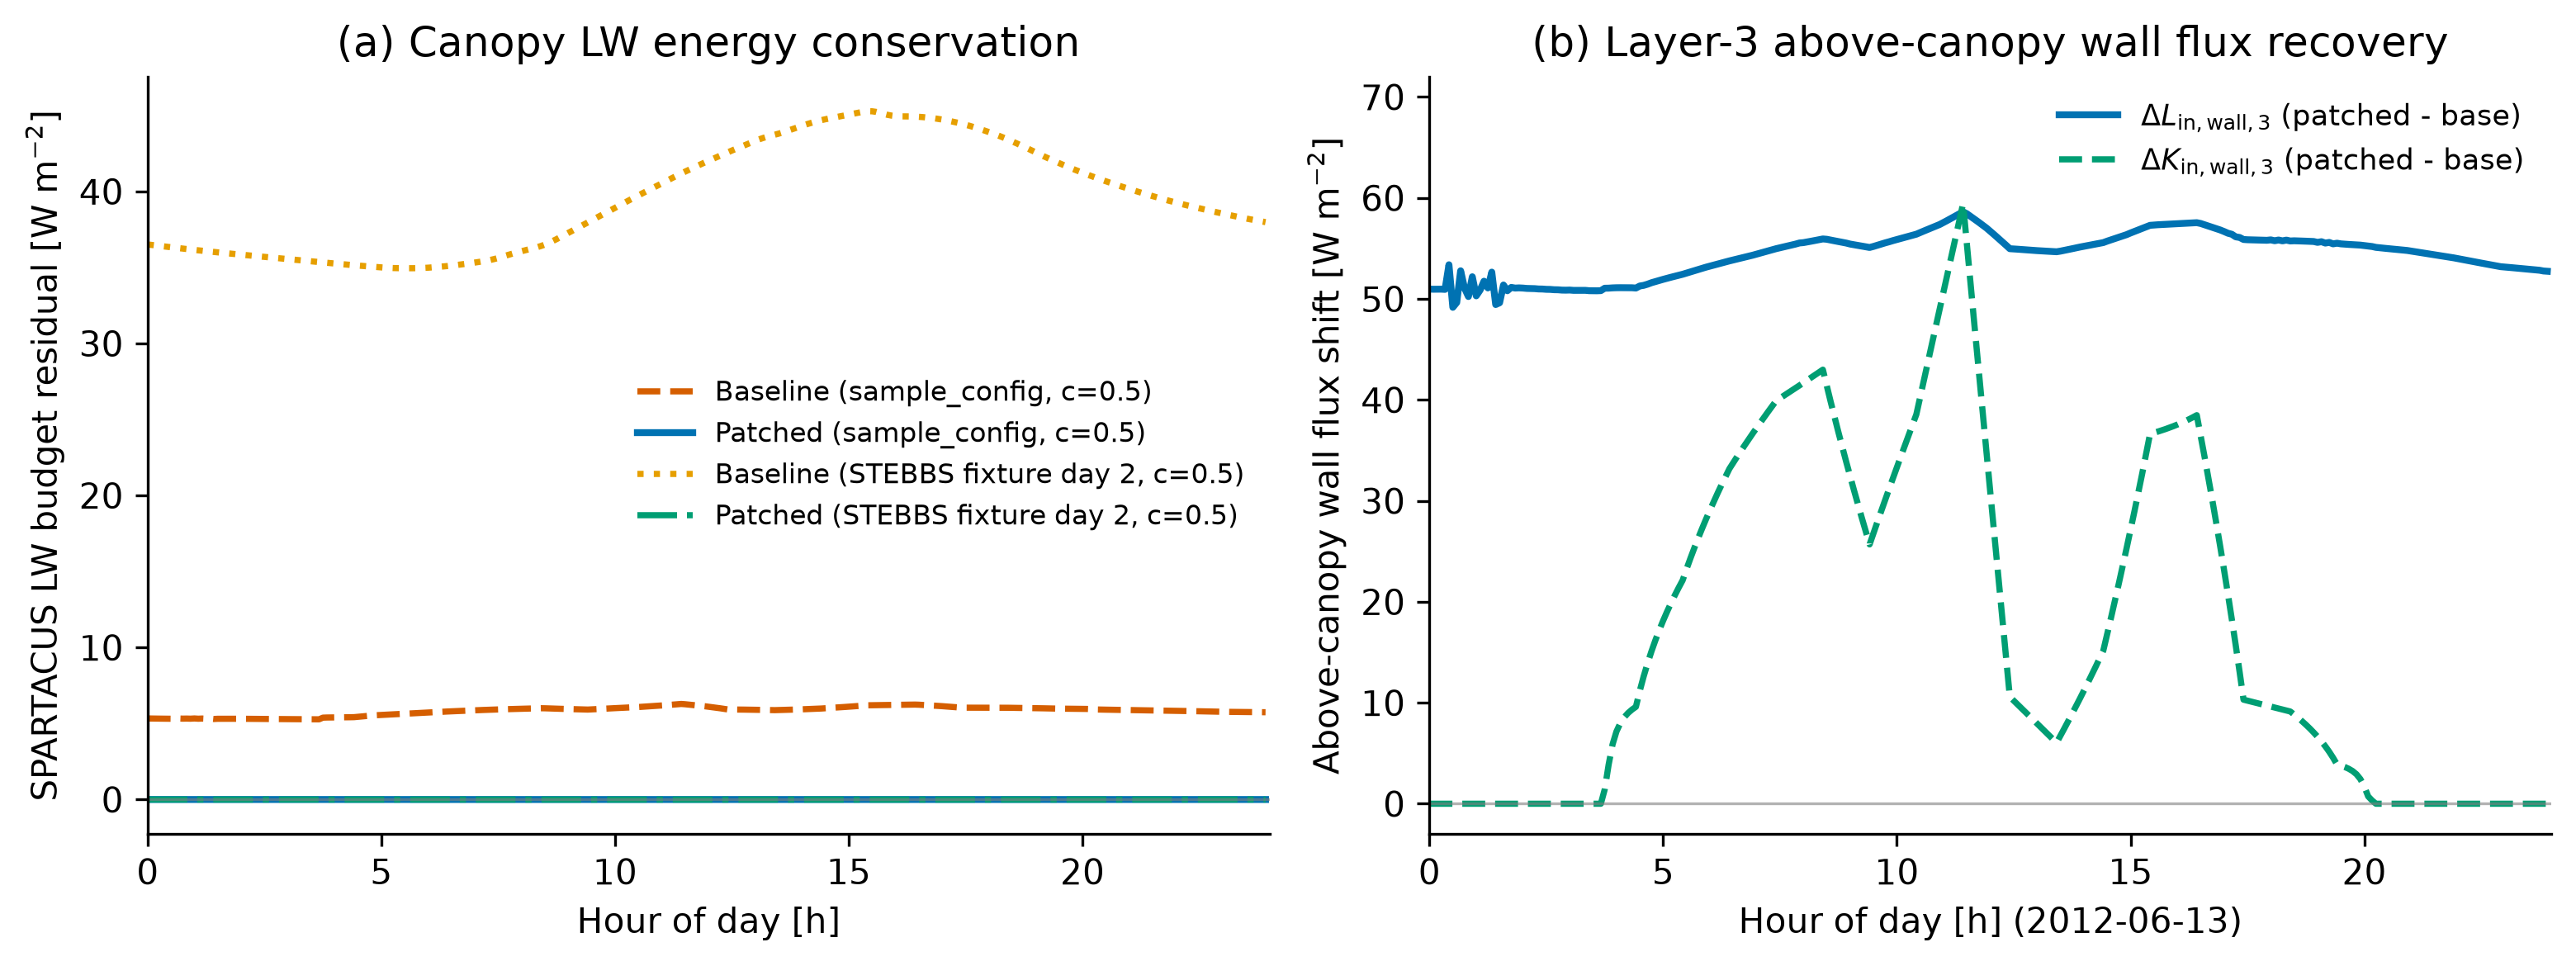 (a) Canopy LW energy conservation
SPARTACUS LW budget residual [W m⁻²]
40
30
20
10
0
Baseline (sample_config, c=0.5)
Patched (sample_config, c=0.5)
Baseline (STEBBS fixture day 2, c=0.5)
Patched (STEBBS fixture day 2, c=0.5)
0 5 10 15 20
Hour of day [h]
(b) Layer-3 above-canopy wall flux recovery
Above-canopy wall flux shift [W m⁻²]
70
60
50
40
30
20
10
0
ΔL_in, wall, 3 (patched - base)
ΔK_in, wall, 3 (patched - base)
0 5 10 15 20
Hour of day [h] (2012-06-13)